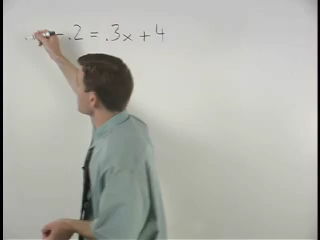 - .2 = .3x + 4